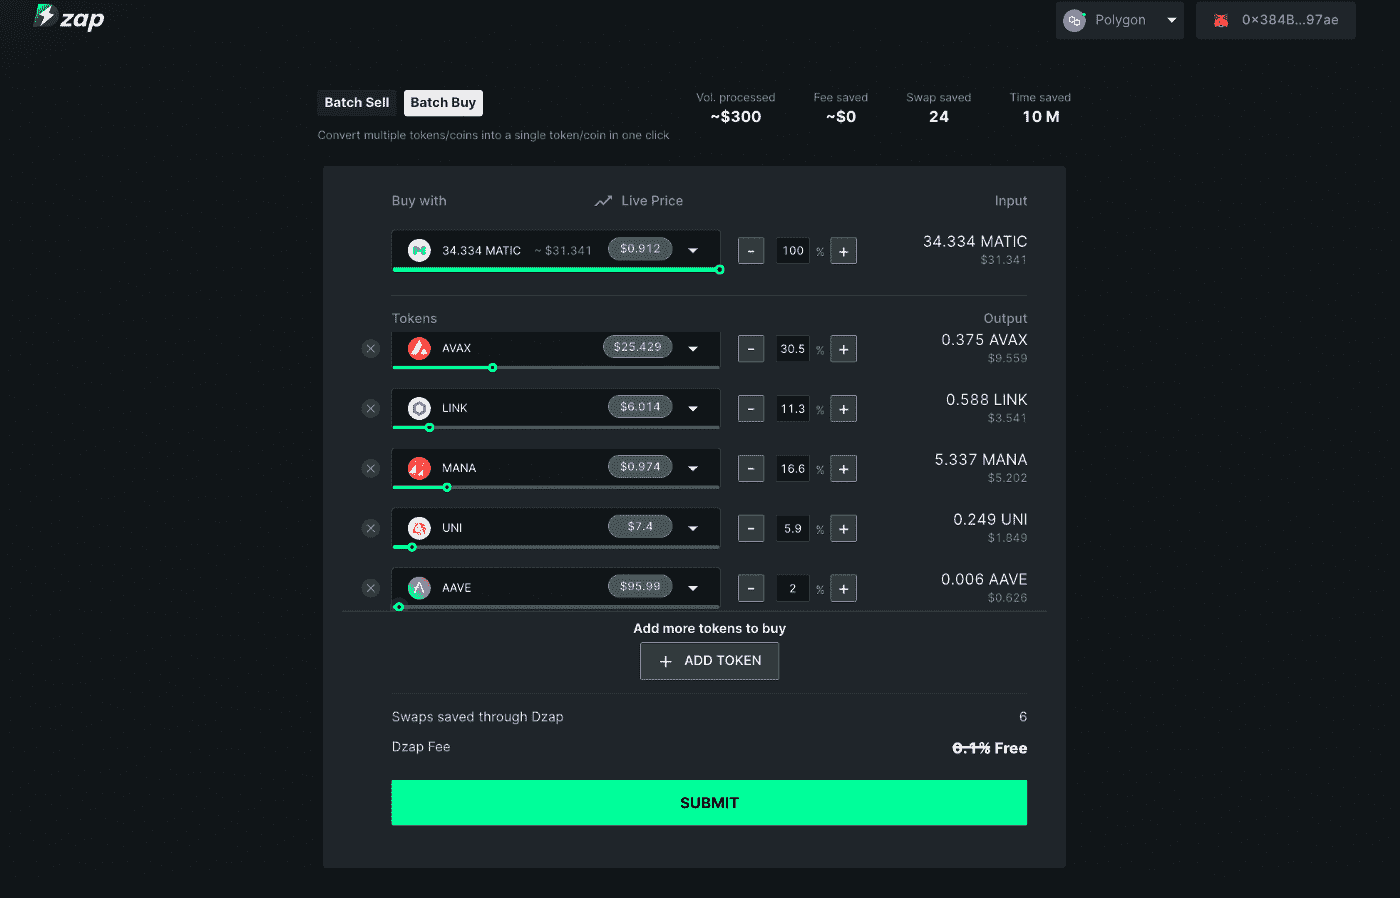 zap
Polygon
0x384B...97ae
Batch Sell
Batch Buy
Convert multiple tokens/coins into a single token/coin in one click
Vol. processed
~$300
Fee saved
~$0
Swap saved
24
Time saved
10 M
Buy with Live Price Input
34.334 MATIC ~ $31.341 $0.912 - 100 % + 34.334 MATIC
$31.341
Tokens Output
AVAX $25.429 - 30.5 % + 0.375 AVAX
$9.559
LINK $6.014 - 11.3 % + 0.588 LINK
$3.541
MANA $0.974 - 16.6 % + 5.337 MANA
$5.202
UNI $7.4 - 5.9 % + 0.249 UNI
$1.849
AAVE $95.99 - 2 % + 0.006 AAVE
$0.626
Add more tokens to buy
+ ADD TOKEN
Swaps saved through Dzap 6
Dzap Fee 0.1% Free
SUBMIT